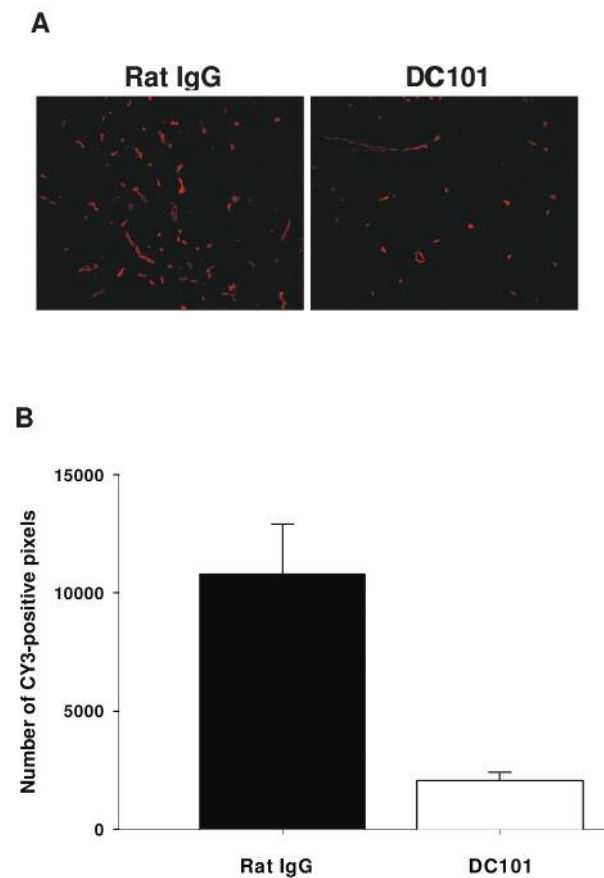 A
Rat IgG DC101
B
Number of CY3-positive pixels
15000
10000
5000
0
Rat IgG DC101